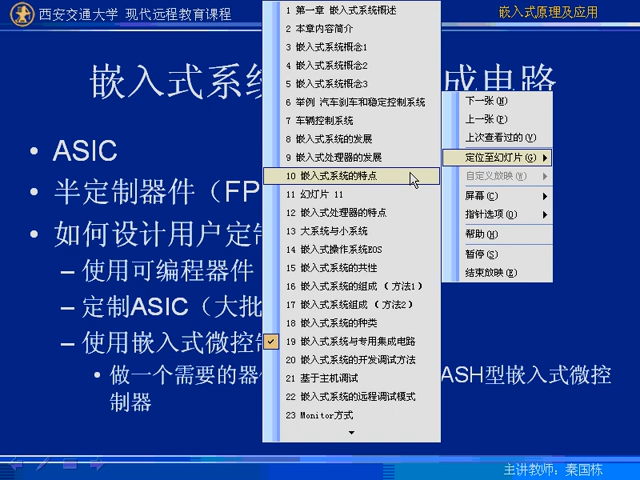 西安交通大学 现代远程教育课程
嵌入式原理及应用
嵌入式系
成电路
• ASIC
• 半定制器件（FP
• 如何设计用户定制
– 使用可编程器件
– 定制ASIC（大批
– 使用嵌入式微控制
• 做一个需要的器件
ASH型嵌入式微控
制器
1 第一章 嵌入式系统概述
2 本章内容简介
3 嵌入式系统概念1
4 嵌入式系统概念2
5 嵌入式系统概念3
6 举例 汽车刹车和稳定控制系统
7 车辆控制系统
8 嵌入式系统的发展
9 嵌入式处理器的发展
10 嵌入式系统的特点
11 幻灯片 11
12 嵌入式处理器的特点
13 大系统与小系统
14 嵌入式操作系统EOS
15 嵌入式系统的共性
16 嵌入式系统的组成（方法1）
17 嵌入式系统组成（方法2）
18 嵌入式系统的种类
19 嵌入式系统与专用集成电路
20 嵌入式系统的开发调试方法
21 基于主机调试
22 嵌入式系统的远程调试模式
23 Monitor方式
下一张(N)
上一张(P)
上次查看过的(V)
定位至幻灯片(G)
自定义放映(W)
屏幕(C)
指针选项(O)
帮助(H)
暂停(S)
结束放映(E)
主讲教师：秦国栋